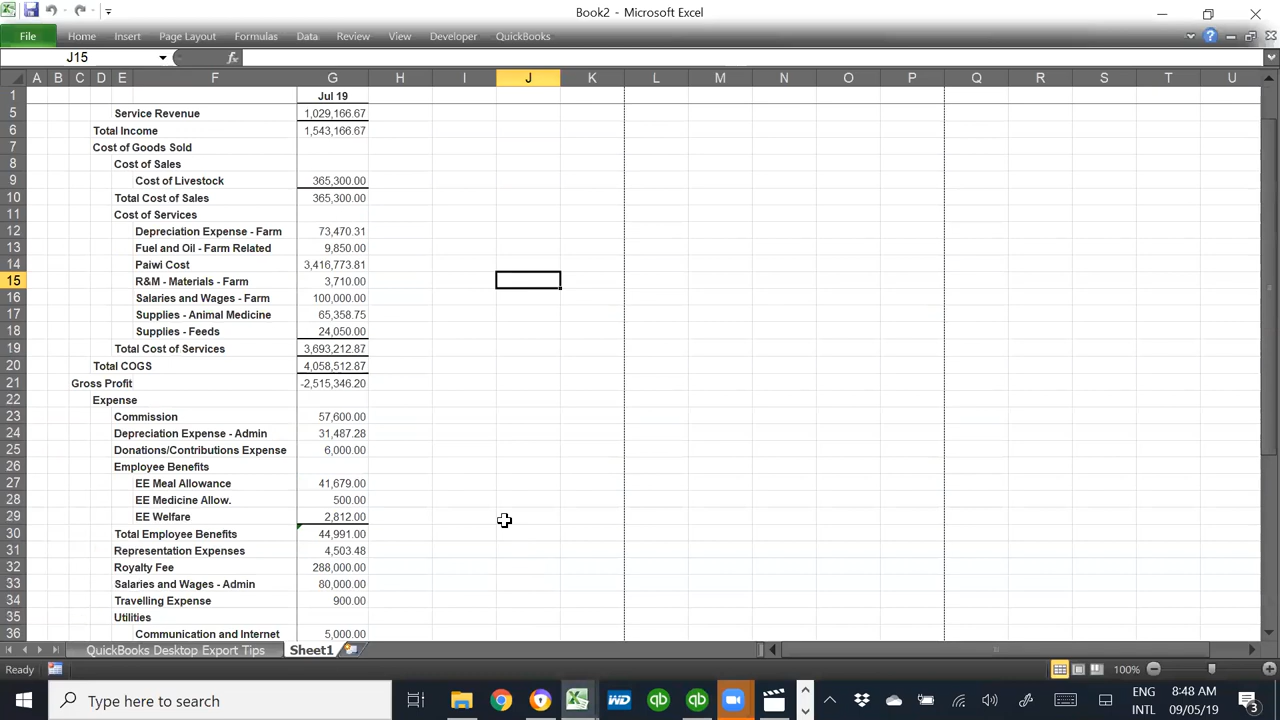 Book2 - Microsoft Excel
File Home Insert Page Layout Formulas Data Review View Developer QuickBooks
J15 fx
A B C D E F G H I J K L M N O P Q R S T U
1 Jul 19
5 Service Revenue 1,029,166.67
6 Total Income 1,543,166.67
7 Cost of Goods Sold
8 Cost of Sales
9 Cost of Livestock 365,300.00
10 Total Cost of Sales 365,300.00
11 Cost of Services
12 Depreciation Expense - Farm 73,470.31
13 Fuel and Oil - Farm Related 9,850.00
14 Paiwi Cost 3,416,773.81
15 R&M - Materials - Farm 3,710.00
16 Salaries and Wages - Farm 100,000.00
17 Supplies - Animal Medicine 65,358.75
18 Supplies - Feeds 24,050.00
19 Total Cost of Services 3,693,212.87
20 Total COGS 4,058,512.87
21 Gross Profit -2,515,346.20
22 Expense
23 Commission 57,600.00
24 Depreciation Expense - Admin 31,487.28
25 Donations/Contributions Expense 6,000.00
26 Employee Benefits
27 EE Meal Allowance 41,679.00
28 EE Medicine Allow. 500.00
29 EE Welfare 2,812.00
30 Total Employee Benefits 44,991.00
31 Representation Expenses 4,503.48
32 Royalty Fee 288,000.00
33 Salaries and Wages - Admin 80,000.00
34 Travelling Expense 900.00
35 Utilities
36 Communication and Internet 5,000.00
QuickBooks Desktop Export Tips Sheet1
Ready 100%
Type here to search WD qb qb ENG 8:48 AM
INTL 09/05/19 3